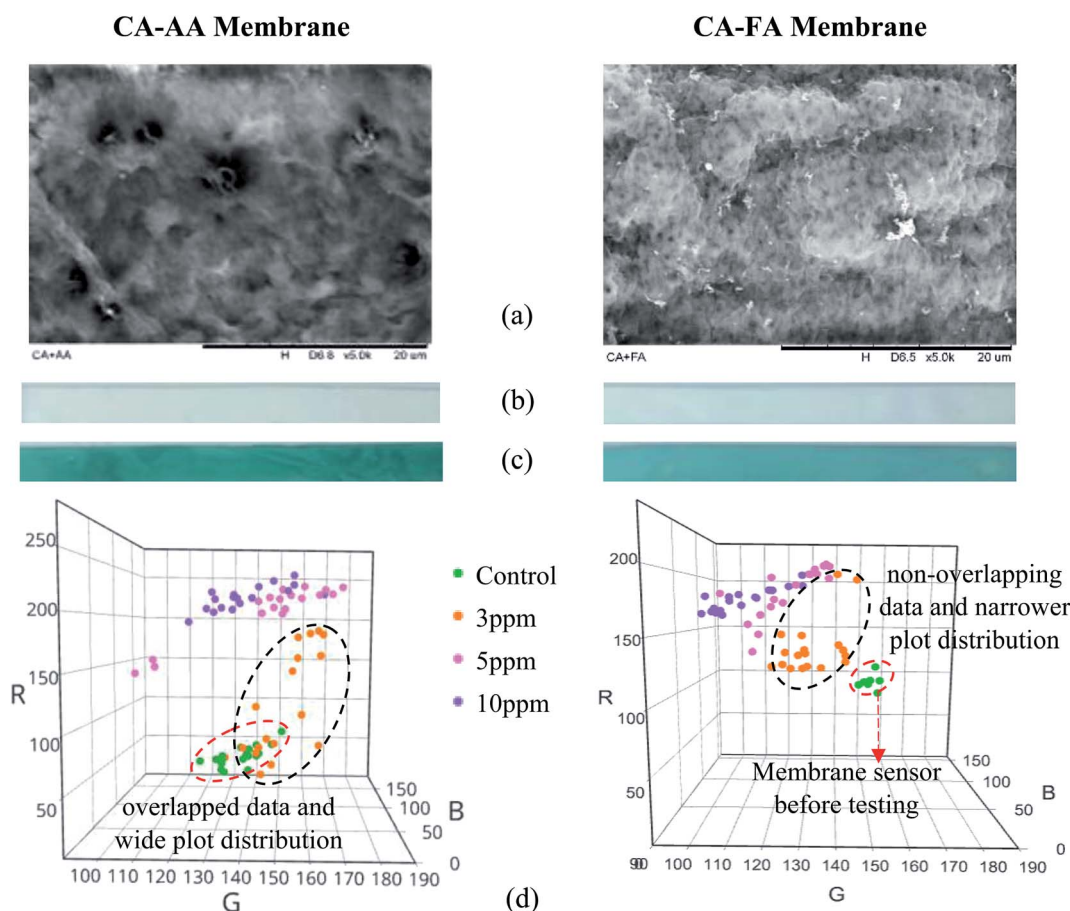 CA-AA Membrane
CA-FA Membrane
CA+AA H D6.8 x5.0k 20 um
CA+FA H D6.5 x5.0k 20 um
(a)
(b)
(c)
250
200
150
100
50
R
150
100
50
0
B
100 110 120 130 140 150 160 170 180 190
G
overlapped data and
wide plot distribution
Control
3ppm
5ppm
10ppm
200
150
100
50
0
R
150
100
50
0
B
90 100 110 120 130 140 150 160 170 180 190
G
non-overlapping
data and narrower
plot distribution
Membrane sensor
before testing
(d)